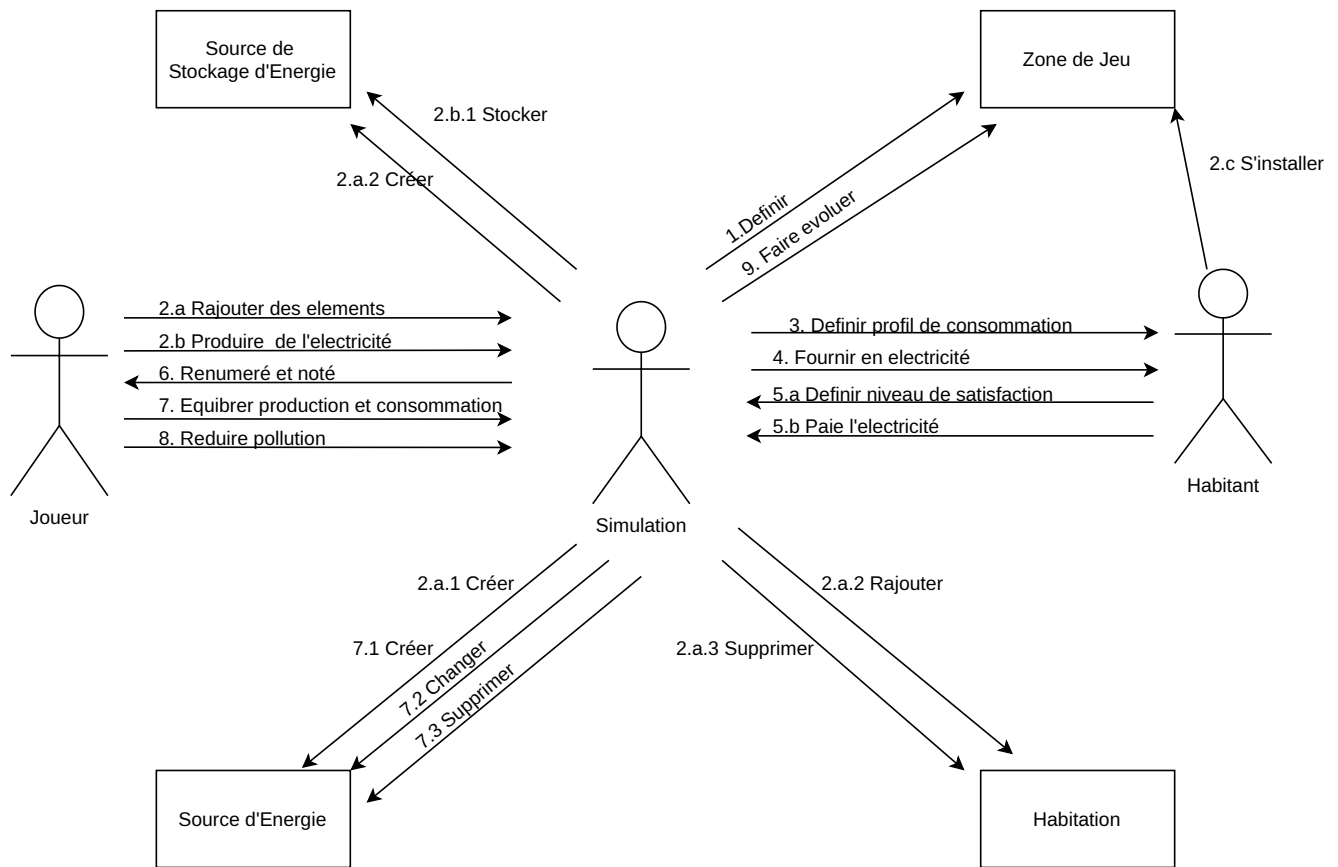 Source de
Stockage d'Energie
Zone de Jeu
2.b.1 Stocker
2.a.2 Créer
1.Definir
9. Faire evoluer
2.c S'installer
2.a Rajouter des elements
2.b Produire  de l'electricité
6. Renumeré et noté
7. Equibrer production et consommation
8. Reduire pollution
3. Definir profil de consommation
4. Fournir en electricité
5.a Definir niveau de satisfaction
5.b Paie l'electricité
Joueur
Simulation
Habitant
2.a.1 Créer
7.1 Créer
7.2 Changer
7.3 Supprimer
2.a.2 Rajouter
2.a.3 Supprimer
Source d'Energie
Habitation